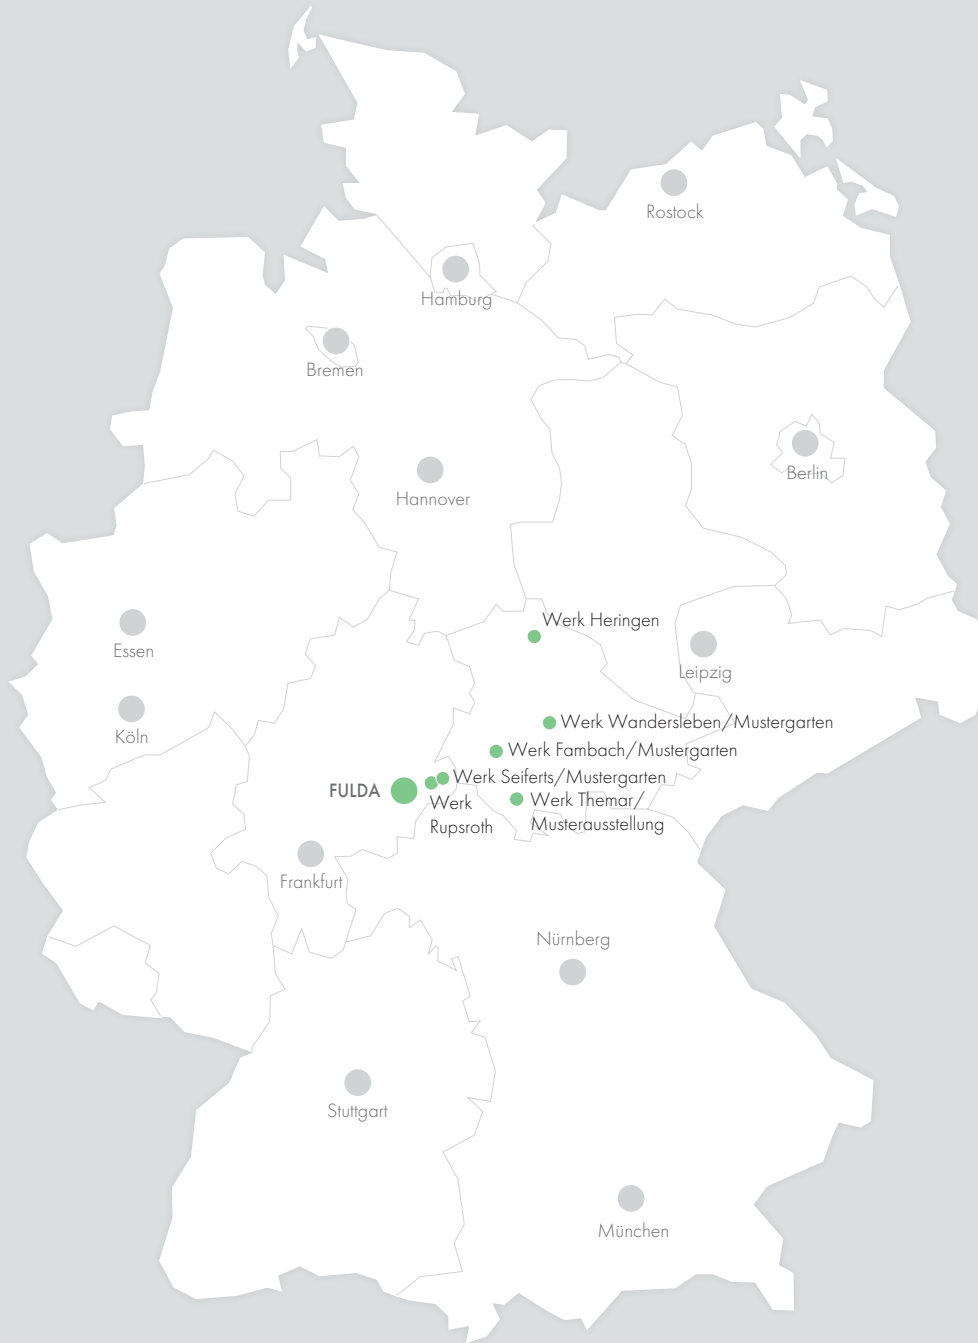 Rostock
Hamburg
Bremen
Berlin
Hannover
Werk Heringen
Essen
Leipzig
Köln
Werk Wandersleben/Mustergarten
Werk Fambach/Mustergarten
Werk Seiferts/Mustergarten
FULDA
Werk
Rupsroth
Werk Themar/
Musterausstellung
Frankfurt
Nürnberg
Stuttgart
München